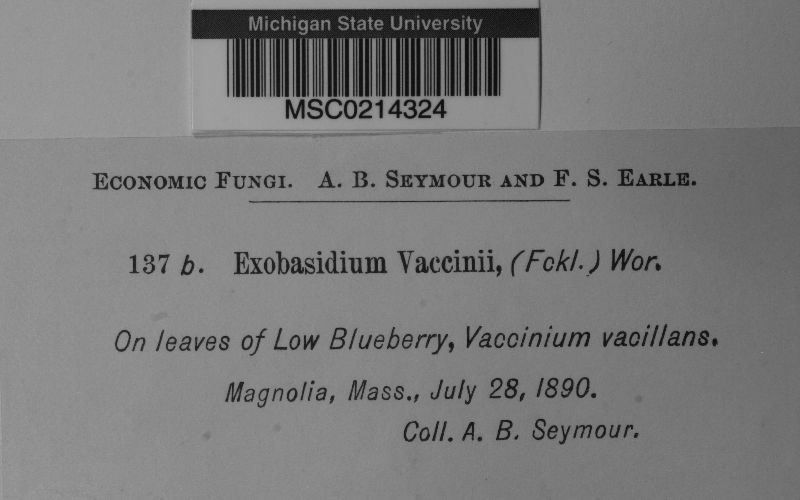 Michigan State University
MSC0214324
Economic Fungi. A. B. Seymour and F. S. Earle.
137 b. Exobasidium Vaccinii, (Fckl.) Wor.
On leaves of Low Blueberry, Vaccinium vacillans.
Magnolia, Mass., July 28, 1890.
Coll. A. B. Seymour.